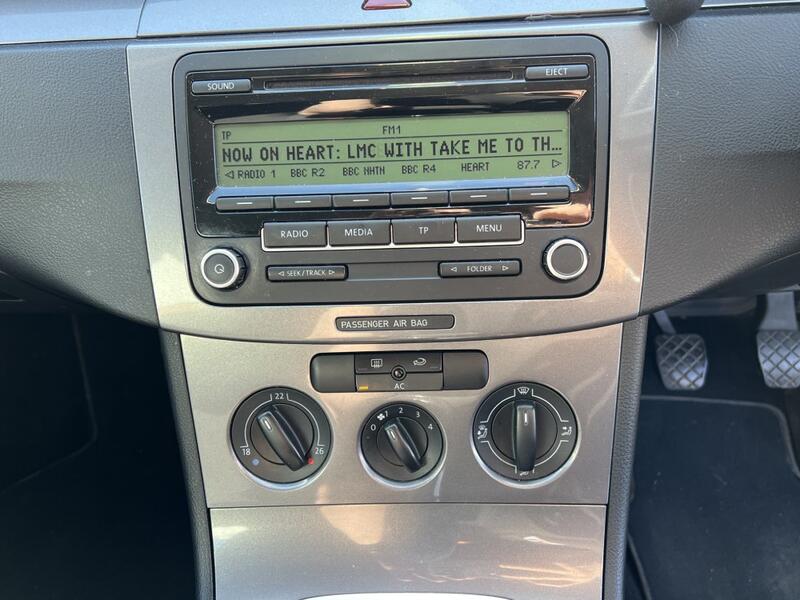 SOUND
EJECT
TP FM1
NOW ON HEART: LMC WITH TAKE ME TO TH...
RADIO 1 BBC R2 BBC NHTN BBC R4 HEART 87.7
RADIO MEDIA TP MENU
SEEK/TRACK FOLDER
PASSENGER AIR BAG
AC
22
18 26
0 1 2 3 4